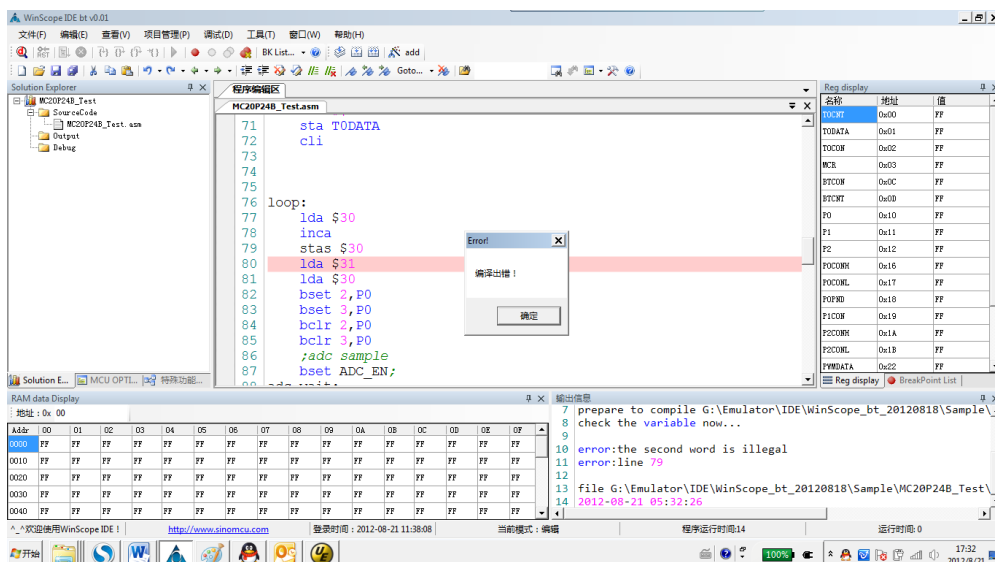 WinScope IDE bt v0.01
文件(F) 编辑(E) 查看(V) 项目管理(P) 调试(D) 工具(T) 窗口(W) 帮助(H)
RST BK List... add
Goto...
Solution Explorer
MC20P24B_Test
SourceCode
MC20P24B_Test.asm
Output
Debug
Solution E... MCU OPTI... 特殊功能...
程序编辑区
MC20P24B_Test.asm
71 sta T0DATA
72 cli
73
74
75
76 loop:
77 lda $30
78 inca
79 stas $30
80 lda $31
81 lda $30
82 bset 2,P0
83 bset 3,P0
84 bclr 2,P0
85 bclr 3,P0
86 ;adc sample
87 bset ADC_EN;
Error!
编译出错！
确定
Reg display
名称 地址 值
T0CNT 0x00 FF
T0DATA 0x01 FF
T0CON 0x02 FF
MCR 0x03 FF
BTCON 0x0C FF
BTCNT 0x0D FF
P0 0x10 FF
P1 0x11 FF
P2 0x12 FF
P0CONH 0x16 FF
P0CONL 0x17 FF
P0PND 0x18 FF
P1CON 0x19 FF
P2CONH 0x1A FF
P2CONL 0x1B FF
PWMDATA 0x22 FF
Reg display BreakPoint List
RAM data Display
地址：0x 00
Addr 00 01 02 03 04 05 06 07 08 09 0A 0B 0C 0D 0E 0F
0000 FF FF FF FF FF FF FF FF FF FF FF FF FF FF FF FF
0010 FF FF FF FF FF FF FF FF FF FF FF FF FF FF FF FF
0020 FF FF FF FF FF FF FF FF FF FF FF FF FF FF FF FF
0030 FF FF FF FF FF FF FF FF FF FF FF FF FF FF FF FF
0040 FF FF FF FF FF FF FF FF FF FF FF FF FF FF FF FF
输出信息
7 prepare to compile G:\Emulator\IDE\WinScope_bt_20120818\Sample\
8 check the variable now...
9
10 error:the second word is illegal
11 error:line 79
12
13 file G:\Emulator\IDE\WinScope_bt_20120818\Sample\MC20P24B_Test\
14 2012-08-21 05:32:26
^_^欢迎使用WinScope IDE！ http://www.sinomcu.com 登录时间：2012-08-21 11:38:08 当前模式：编辑 程序运行时间:14 运行时间: 0
开始 100% 17:32
2012/8/21